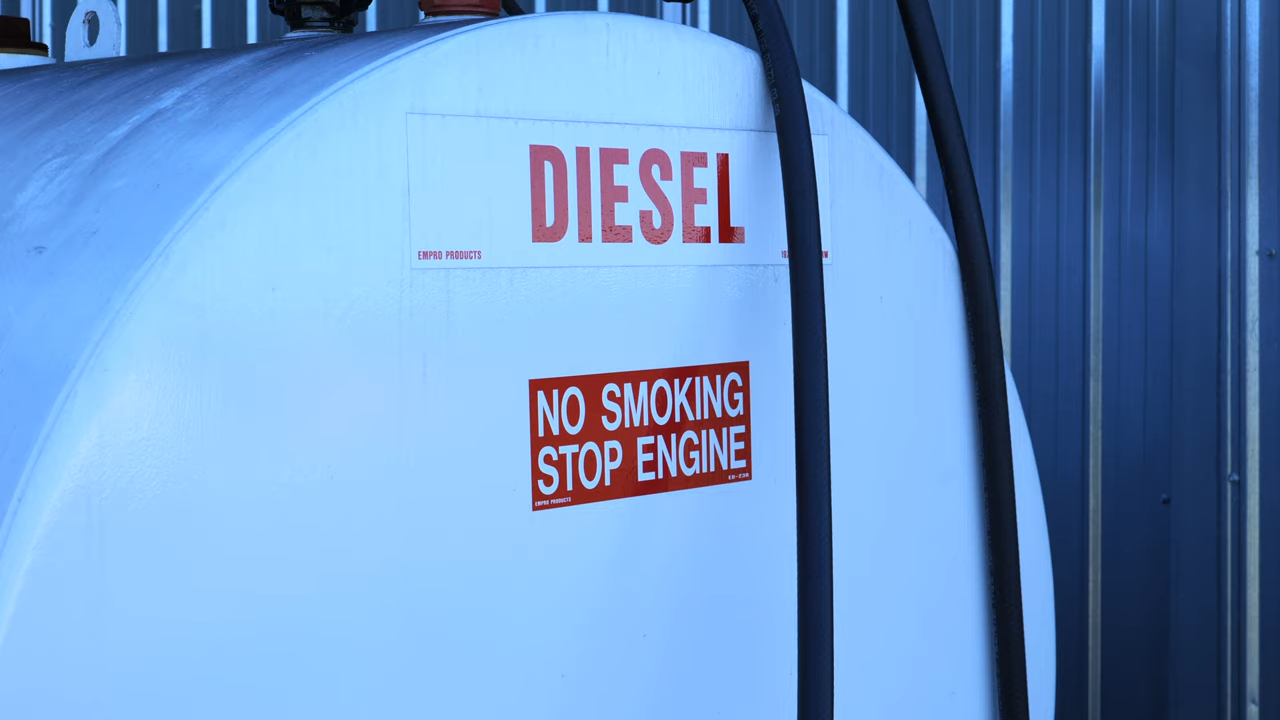 DIESEL
EMPRO PRODUCTS
NO SMOKING
STOP ENGINE
EMPRO PRODUCTS